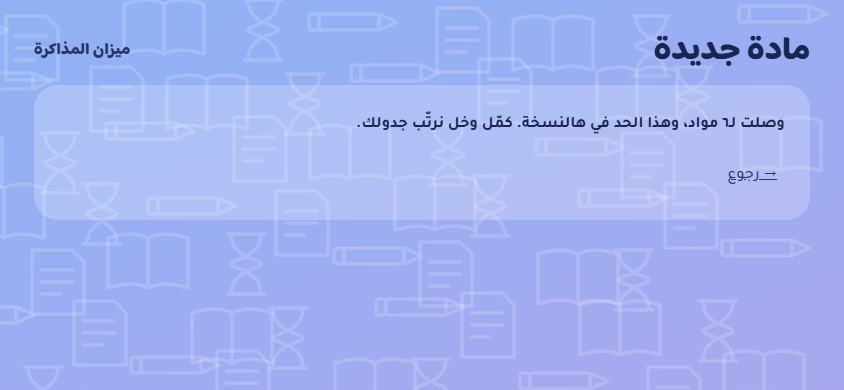 مادة جديدة
ميزان المذاكرة
وصلت لـ٦ مواد، وهذا الحد في هالنسخة. كمّل وخل نرتّب جدولك.
→ رجوع